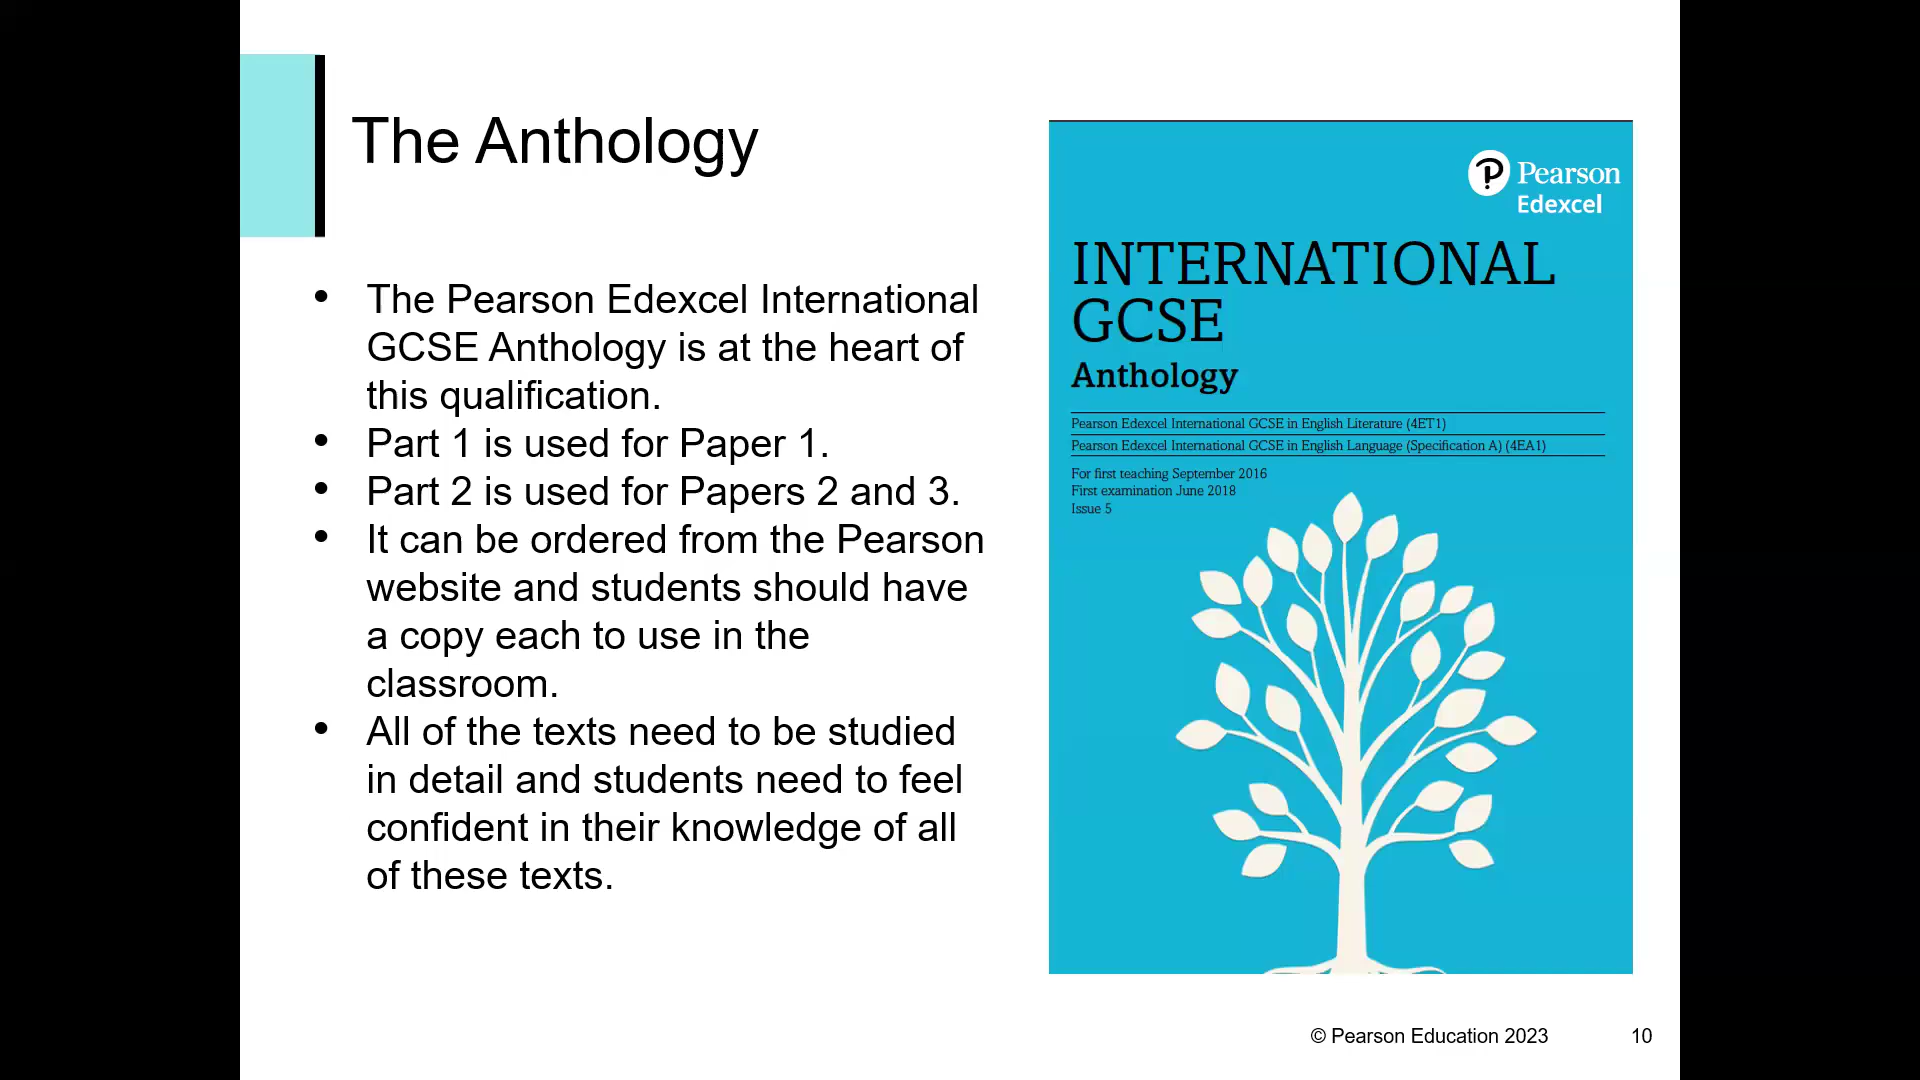 The Anthology
• The Pearson Edexcel International
GCSE Anthology is at the heart of
this qualification.
• Part 1 is used for Paper 1.
• Part 2 is used for Papers 2 and 3.
• It can be ordered from the Pearson
website and students should have
a copy each to use in the
classroom.
• All of the texts need to be studied
in detail and students need to feel
confident in their knowledge of all
of these texts.
Pearson
Edexcel
INTERNATIONAL
GCSE
Anthology
Pearson Edexcel International GCSE in English Literature (4ET1)
Pearson Edexcel International GCSE in English Language (Specification A) (4EA1)
For first teaching September 2016
First examination June 2018
Issue 5
© Pearson Education 2023
10